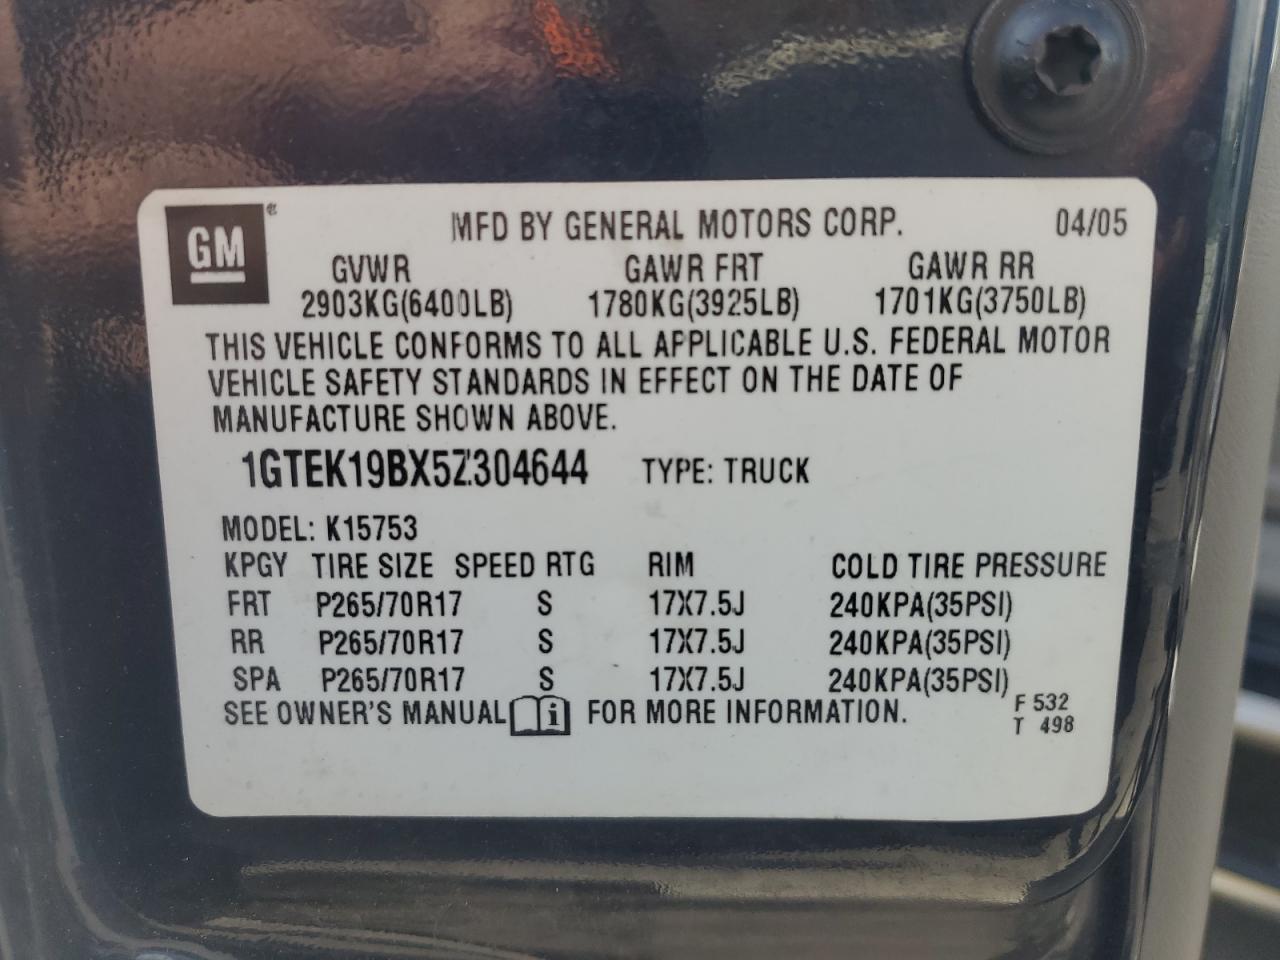 GM
MFD BY GENERAL MOTORS CORP. 04/05
GVWR GAWR FRT GAWR RR
2903KG(6400LB) 1780KG(3925LB) 1701KG(3750LB)
THIS VEHICLE CONFORMS TO ALL APPLICABLE U.S. FEDERAL MOTOR
VEHICLE SAFETY STANDARDS IN EFFECT ON THE DATE OF
MANUFACTURE SHOWN ABOVE.
1GTEK19BX5Z304644 TYPE: TRUCK
MODEL: K15753
KPGY TIRE SIZE SPEED RTG RIM COLD TIRE PRESSURE
FRT P265/70R17 S 17X7.5J 240KPA(35PSI)
RR P265/70R17 S 17X7.5J 240KPA(35PSI)
SPA P265/70R17 S 17X7.5J 240KPA(35PSI)
SEE OWNER'S MANUAL i FOR MORE INFORMATION.
F 532
T 498